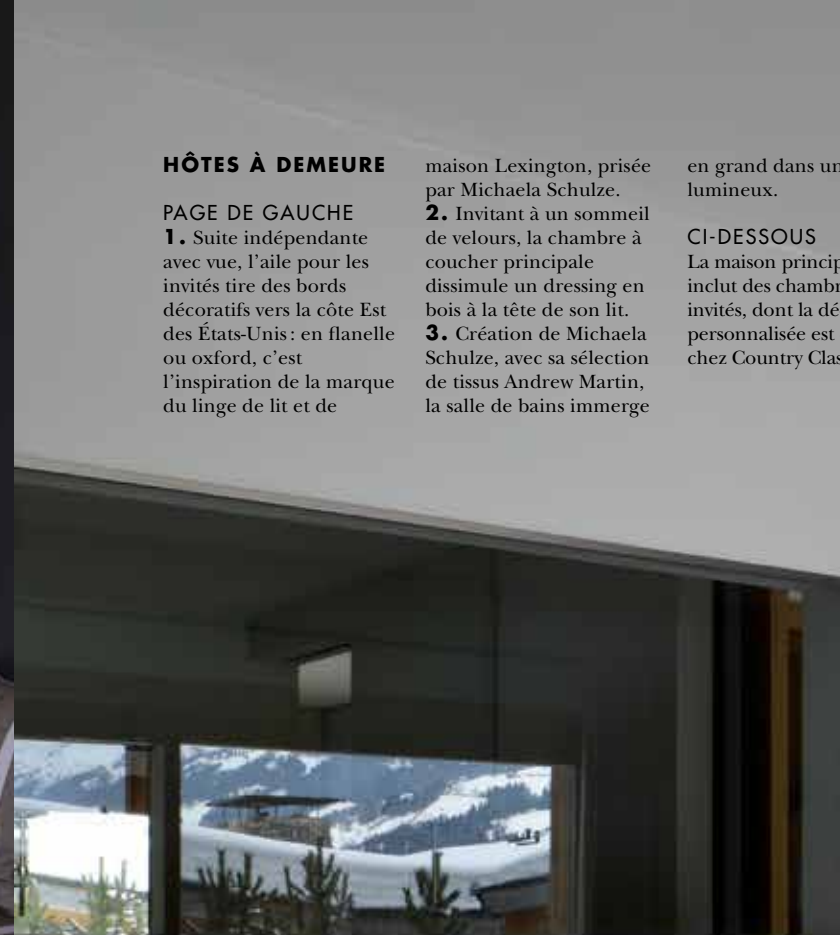 HÔTES À DEMEURE
PAGE DE GAUCHE
1. Suite indépendante
avec vue, l’aile pour les
invités tire des bords
décoratifs vers la côte Est
des États-Unis : en flanelle
ou oxford, c’est
l’inspiration de la marque
du linge de lit et de
maison Lexington, prisée
par Michaela Schulze.
2. Invitant à un sommeil
de velours, la chambre à
coucher principale
dissimule un dressing en
bois à la tête de son lit.
3. Création de Michaela
Schulze, avec sa sélection
de tissus Andrew Martin,
la salle de bains immerge
en grand dans
lumineux.
CI-DESSOUS
La maison
inclut des
invités, dont la
personnalisée est
chez Country